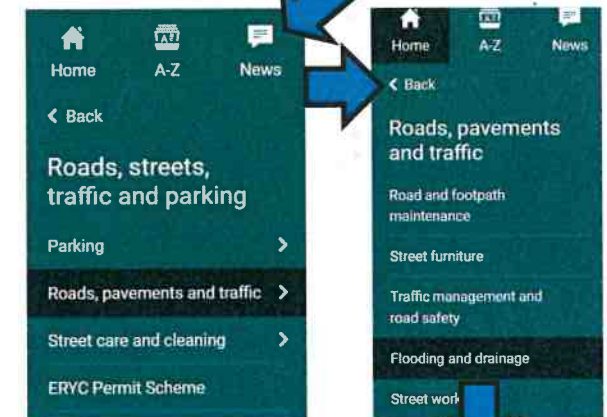 Home
A-Z
News
Back
Roads, streets,
traffic and parking
Parking
Roads, pavements and traffic
Street care and cleaning
ERYC Permit Scheme
Home
A-Z
News
Back
Roads, pavements
and traffic
Road and footpath
maintenance
Street furniture
Traffic management and
road safety
Flooding and drainage
Street work